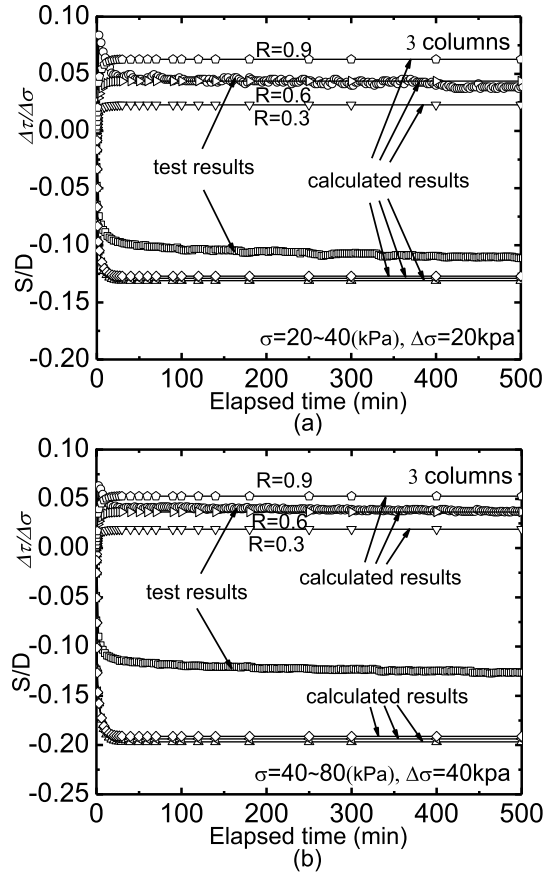 0.10
0.05
0.00
-0.05
-0.10
-0.15
-0.20
Δτ/Δσ
S/D
R=0.9
3 columns
R=0.6
R=0.3
test results
calculated results
σ=20~40(kPa), Δσ=20kpa
0 100 200 300 400 500
Elapsed time (min)
(a)
0.10
0.05
0.00
-0.05
-0.10
-0.15
-0.20
-0.25
Δτ/Δσ
S/D
R=0.9
3 columns
R=0.6
R=0.3
calculated results
test results
calculated results
σ=40~80(kPa), Δσ=40kpa
0 100 200 300 400 500
Elapsed time (min)
(b)